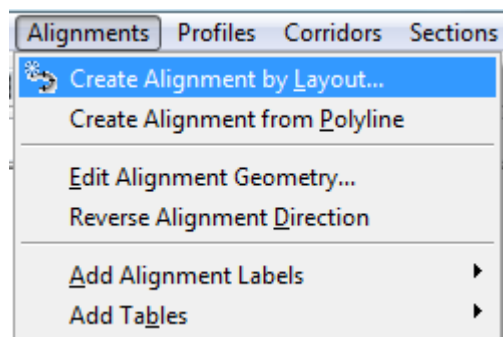 Alignments Profiles Corridors Sections
Create Alignment by Layout...
Create Alignment from Polyline
Edit Alignment Geometry...
Reverse Alignment Direction
Add Alignment Labels
Add Tables